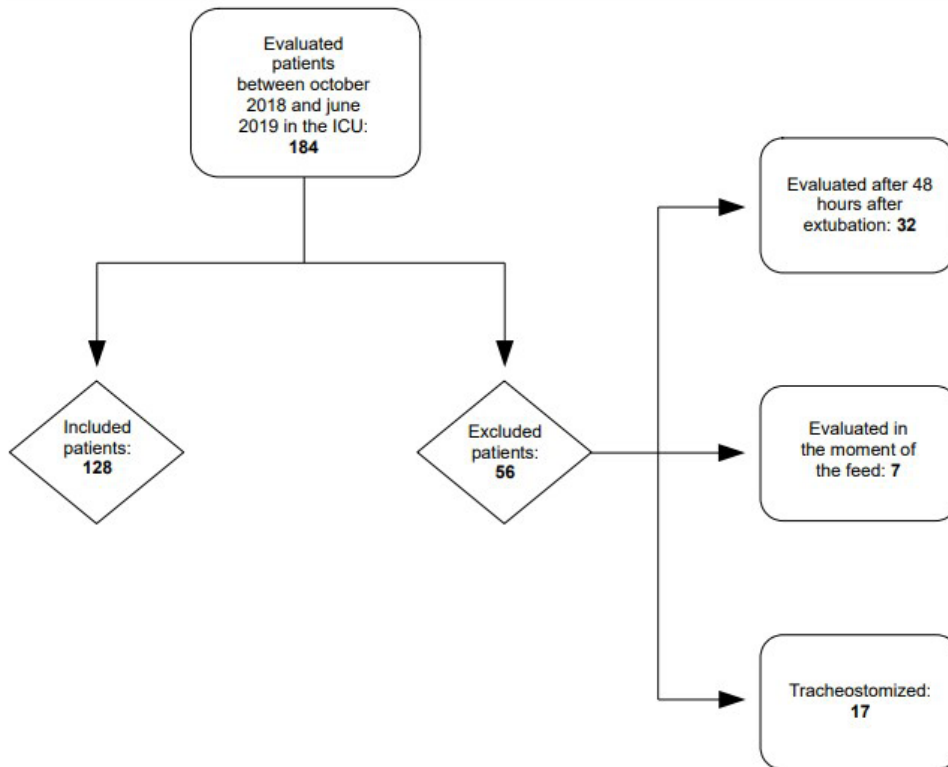 Evaluated
patients
between october
2018 and june
2019 in the ICU:
184
Evaluated after 48
hours after
extubation: 32
Included
patients:
128
Excluded
patients:
56
Evaluated in
the moment of
the feed: 7
Tracheostomized:
17